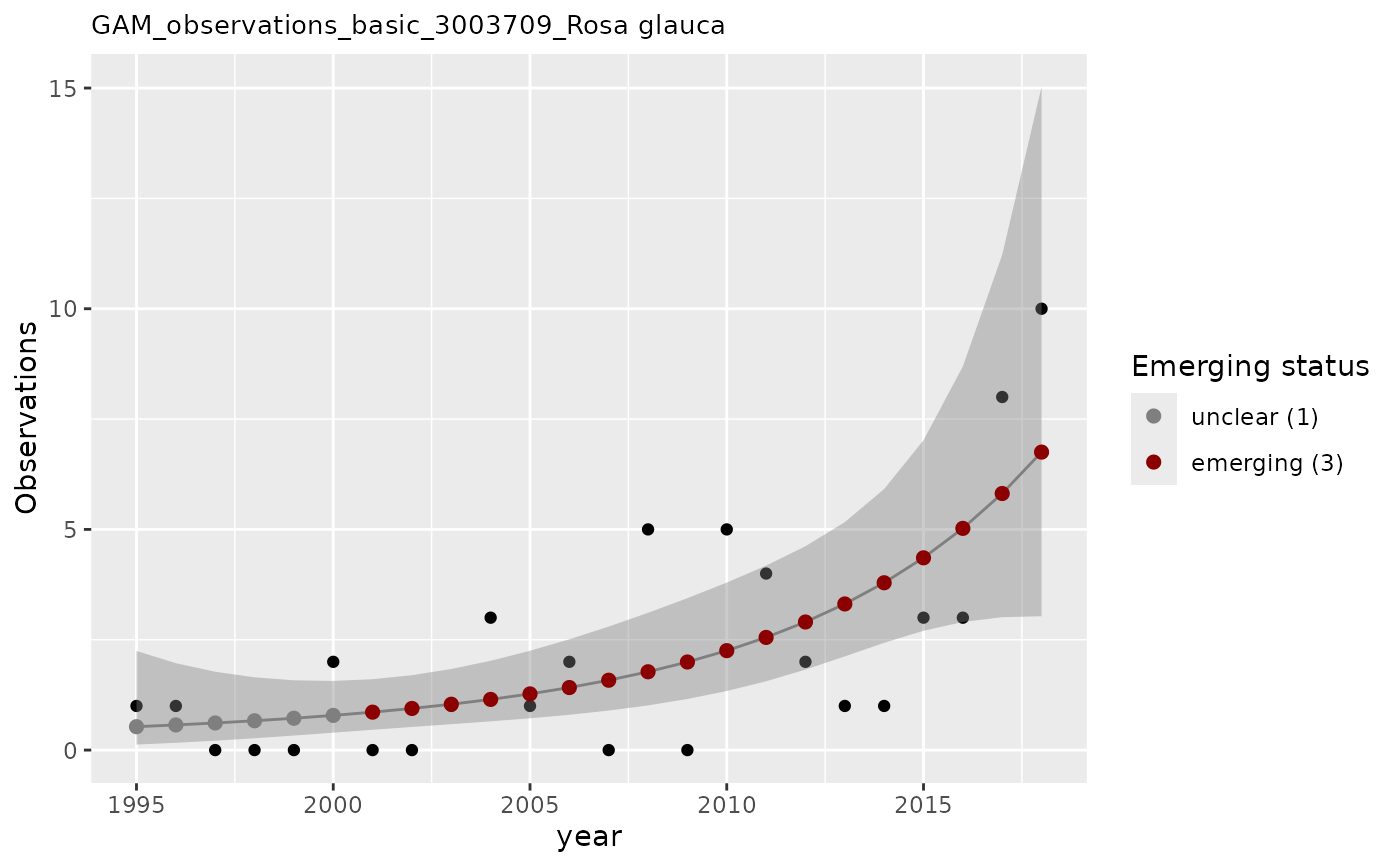 GAM_observations_basic_3003709_Rosa glauca
15
10
5
0
Observations
1995
2000
2005
2010
2015
year
Emerging status
unclear (1)
emerging (3)